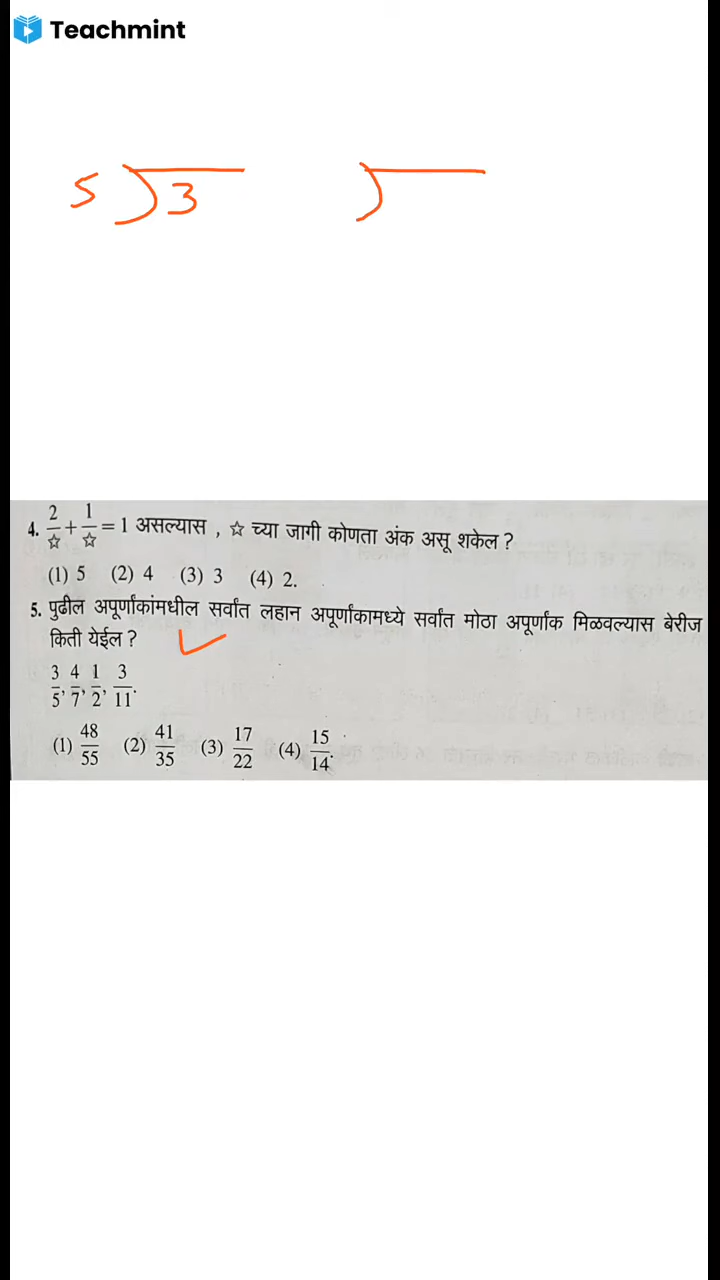 Teachmint
5 ) 3 )
4. 2/☆ + 1/☆ = 1 असल्यास , ☆ च्या जागी कोणता अंक असू शकेल ?
(1) 5 (2) 4 (3) 3 (4) 2.
5. पुढील अपूर्णांकांमधील सर्वांत लहान अपूर्णांकामध्ये सर्वांत मोठा अपूर्णांक मिळवल्यास बेरीज
किती येईल ?
3/5, 4/7, 1/2, 3/11.
(1) 48/55 (2) 41/35 (3) 17/22 (4) 15/14.